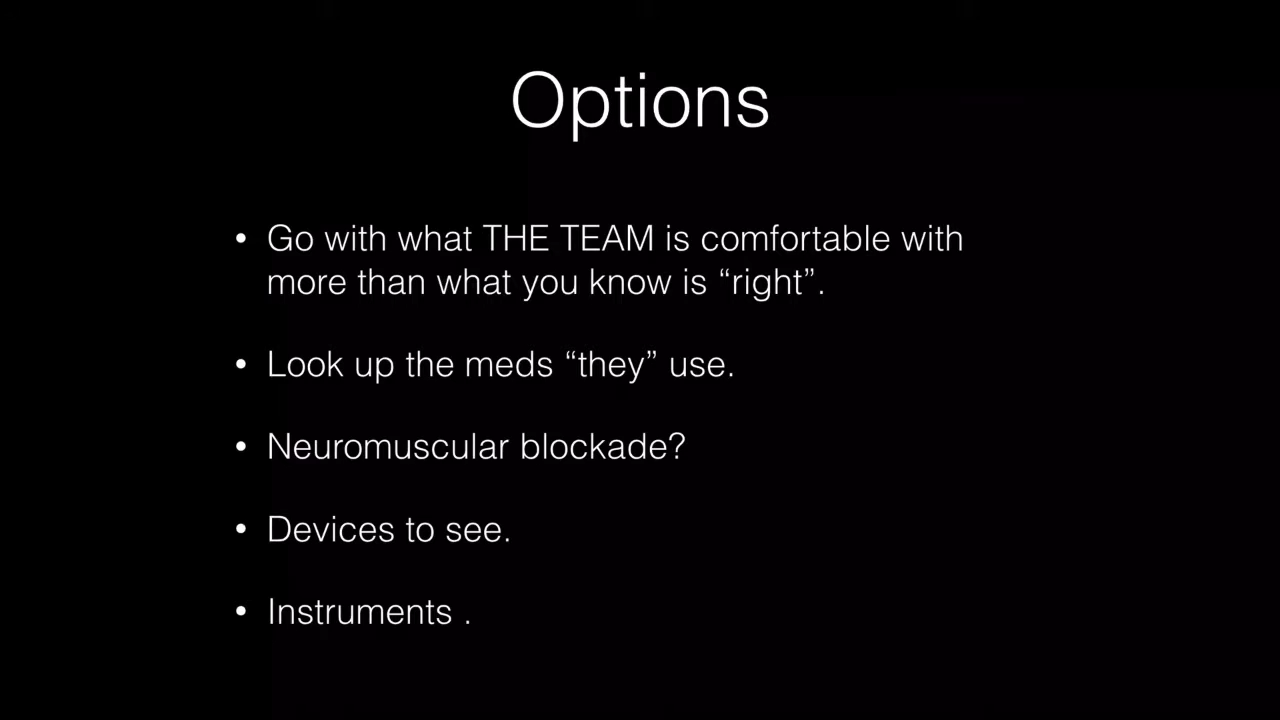 Options
• Go with what THE TEAM is comfortable with
more than what you know is “right”.
• Look up the meds “they” use.
• Neuromuscular blockade?
• Devices to see.
• Instruments .